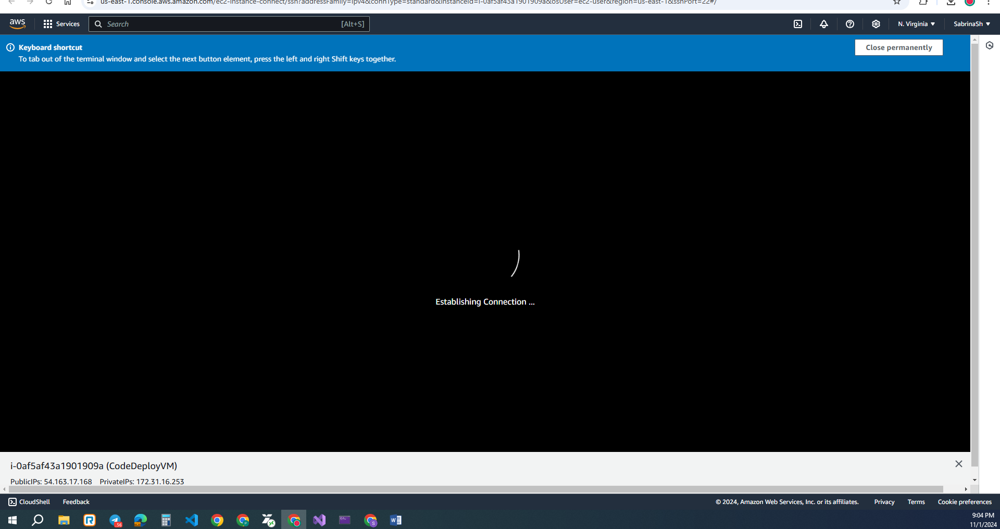 us-east-1.console.aws.amazon.com/ec2-instance-connect/ssh?addressFamily=ipv4&connType=standard&instanceId=i-0af5af43a1901909a&osUser=ec2-user&region=us-east-1&sshPort=22#/
aws
Services
Search
[Alt+S]
N. Virginia
SabrinaSh
Keyboard shortcut
Close permanently
To tab out of the terminal window and select the next button element, press the left and right Shift keys together.
Establishing Connection ...
i-0af5af43a1901909a (CodeDeployVM)
PublicIPs: 54.163.17.168 PrivateIPs: 172.31.16.253
CloudShell
Feedback
© 2024, Amazon Web Services, Inc. or its affiliates.
Privacy
Terms
Cookie preferences
9:04 PM
11/1/2024